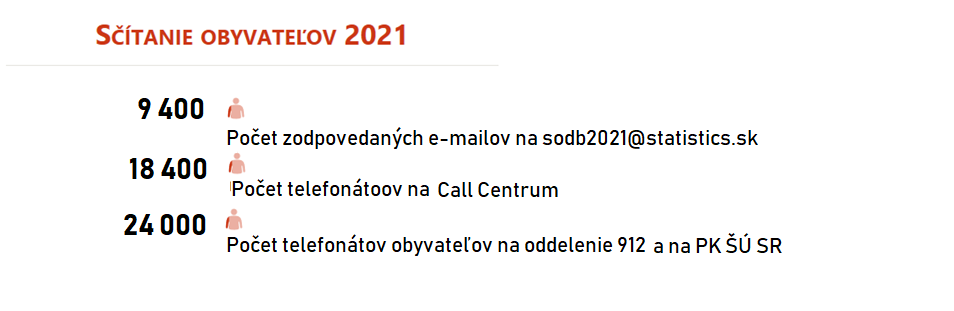 SČÍTANIE OBYVATEĽOV 2021
9 400
Počet zodpovedaných e-mailov na sodb2021@statistics.sk
18 400
Počet telefonátoov na Call Centrum
24 000
Počet telefonátov obyvateľov na oddelenie 912 a na PK ŠÚ SR